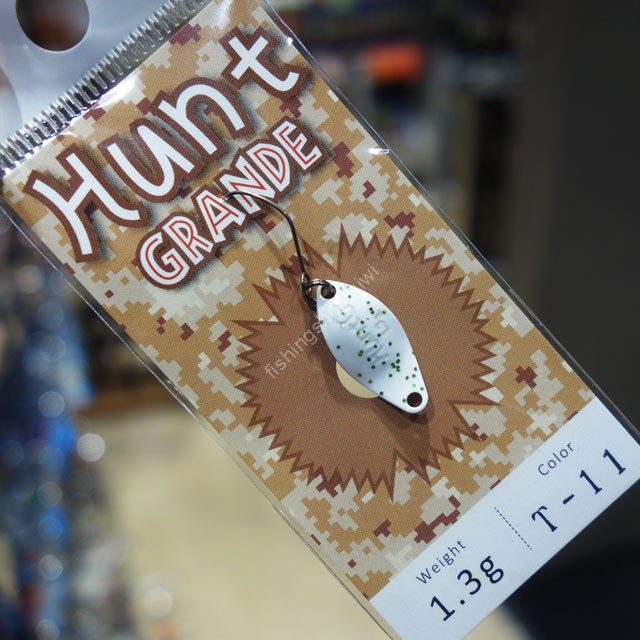 Hunt
GRANDE
Weight
1.3g
Color
T-11